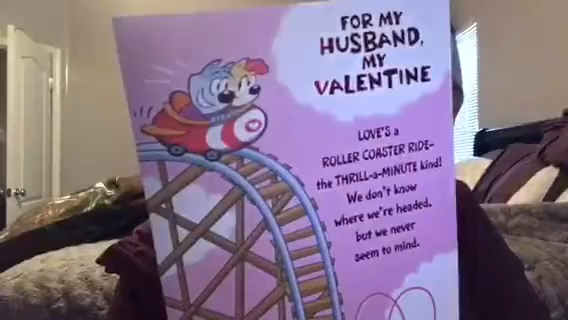 FOR MY
HUSBAND,
MY
VALENTINE
LOVE'S a
ROLLER COASTER RIDE-
the THRILL-a-MINUTE kind!
We don't know
where we're headed,
but we never
seem to mind.